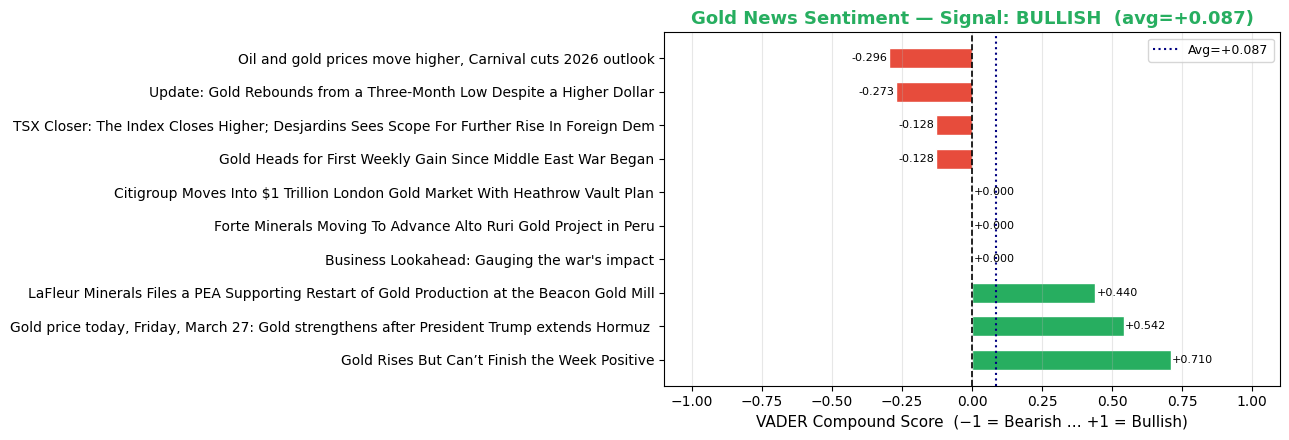 Gold News Sentiment — Signal: BULLISH  (avg=+0.087)
Avg=+0.087
Oil and gold prices move higher, Carnival cuts 2026 outlook
-0.296
Update: Gold Rebounds from a Three-Month Low Despite a Higher Dollar
-0.273
TSX Closer: The Index Closes Higher; Desjardins Sees Scope For Further Rise In Foreign Dem
-0.128
Gold Heads for First Weekly Gain Since Middle East War Began
-0.128
Citigroup Moves Into $1 Trillion London Gold Market With Heathrow Vault Plan
+0.000
Forte Minerals Moving To Advance Alto Ruri Gold Project in Peru
+0.000
Business Lookahead: Gauging the war's impact
+0.000
LaFleur Minerals Files a PEA Supporting Restart of Gold Production at the Beacon Gold Mill
+0.440
Gold price today, Friday, March 27: Gold strengthens after President Trump extends Hormuz
+0.542
Gold Rises But Can’t Finish the Week Positive
+0.710
−1.00 −0.75 −0.50 −0.25 0.00 0.25 0.50 0.75 1.00
VADER Compound Score  (−1 = Bearish … +1 = Bullish)